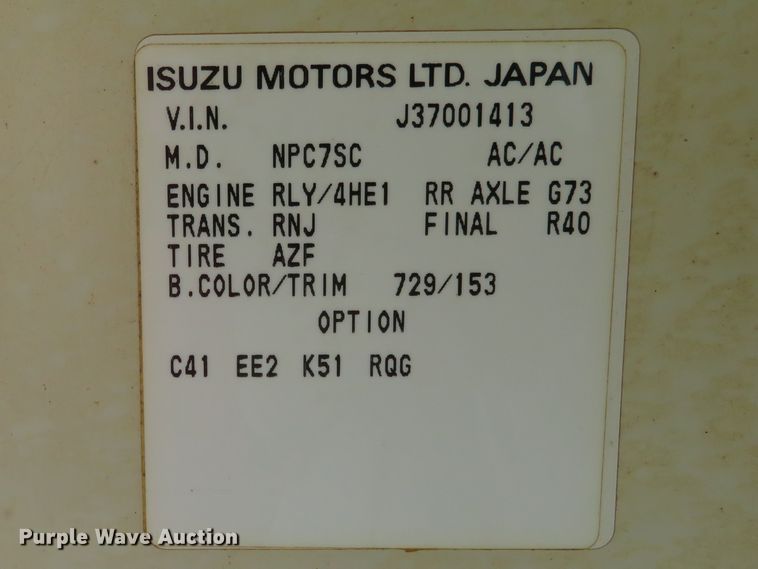 ISUZU MOTORS LTD. JAPAN
V.I.N. J37001413
M.D. NPC7SC AC/AC
ENGINE RLY/4HE1 RR AXLE G73
TRANS. RNJ FINAL R40
TIRE AZF
B.COLOR/TRIM 729/153
OPTION
C41 EE2 K51 RQG
Purple Wave Auction